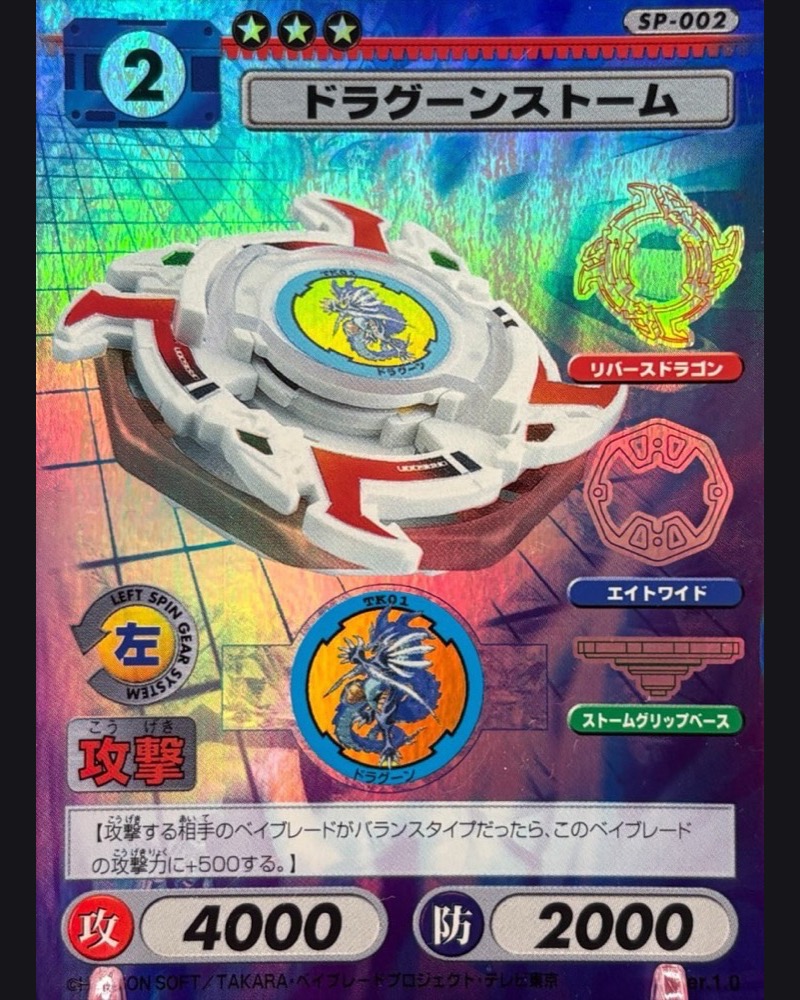 SP-002
2
ドラグーンストーム
TK01
ドラグーン
リバースドラゴン
DRAGOON
DRAGOON
エイトワイド
LEFT SPIN GEAR SYSTEM
左
TK01
ストームグリップベース
ドラグーン
こうげき
攻撃
こうげき あいて
【攻撃する相手のベイブレードがバランスタイプだったら、このベイブレード
こうげきりょく
の攻撃力に+500する。】
攻 4000 防 2000
SOFT/TAKARA・ベイブレードプロジェクト・テレビ東京
er.1.0